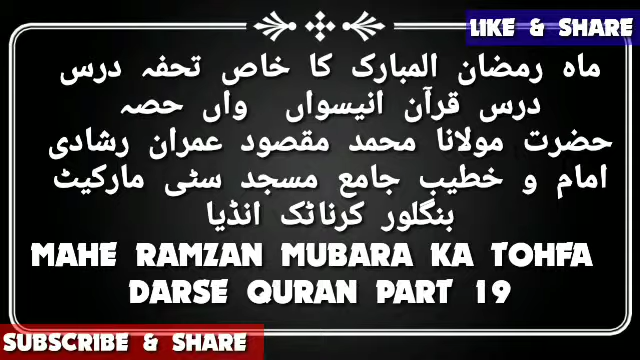 LIKE & SHARE
ماہ رمضان المبارک کا خاص تحفہ درس
درس قرآن انیسواں واں حصہ
حضرت مولانا محمد مقصود عمران رشادی
امام و خطیب جامع مسجد سٹی مارکیٹ
بنگلور کرناٹک انڈیا
MAHE RAMZAN MUBARA KA TOHFA
DARSE QURAN PART 19
SUBSCRIBE & SHARE